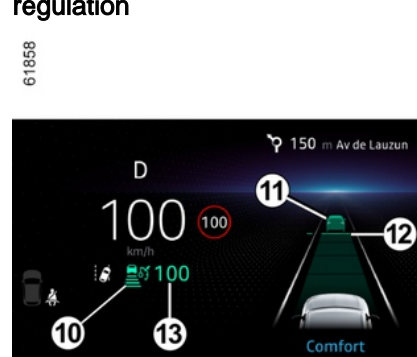 regulation
61858
150 m Av de Lauzun
D
11
100 100
12
km/h
100
10 13
Comfort